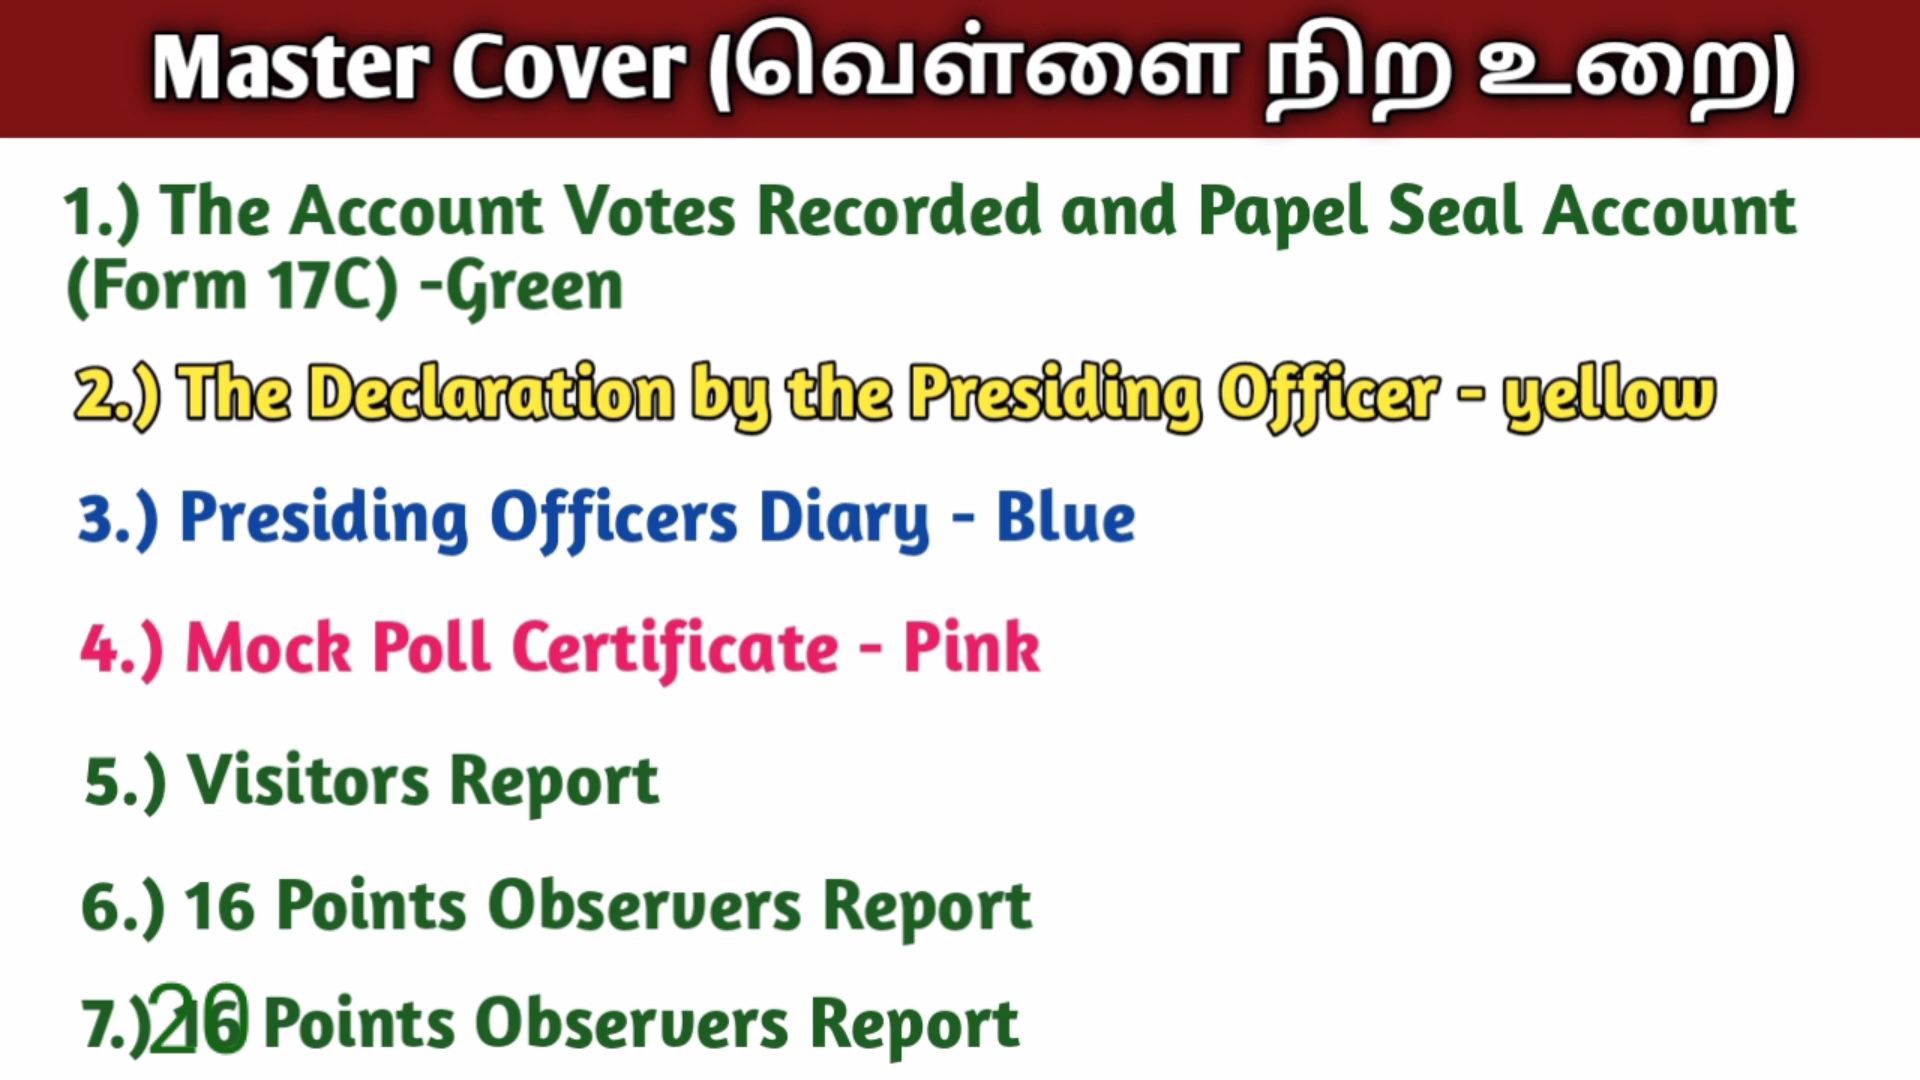 Master Cover (வெள்ளை நிற உறை)
1.) The Account Votes Recorded and Papel Seal Account
(Form 17C) -Green
2.) The Declaration by the Presiding Officer - yellow
3.) Presiding Officers Diary - Blue
4.) Mock Poll Certificate - Pink
5.) Visitors Report
6.) 16 Points Observers Report
7.) Points Observers Report